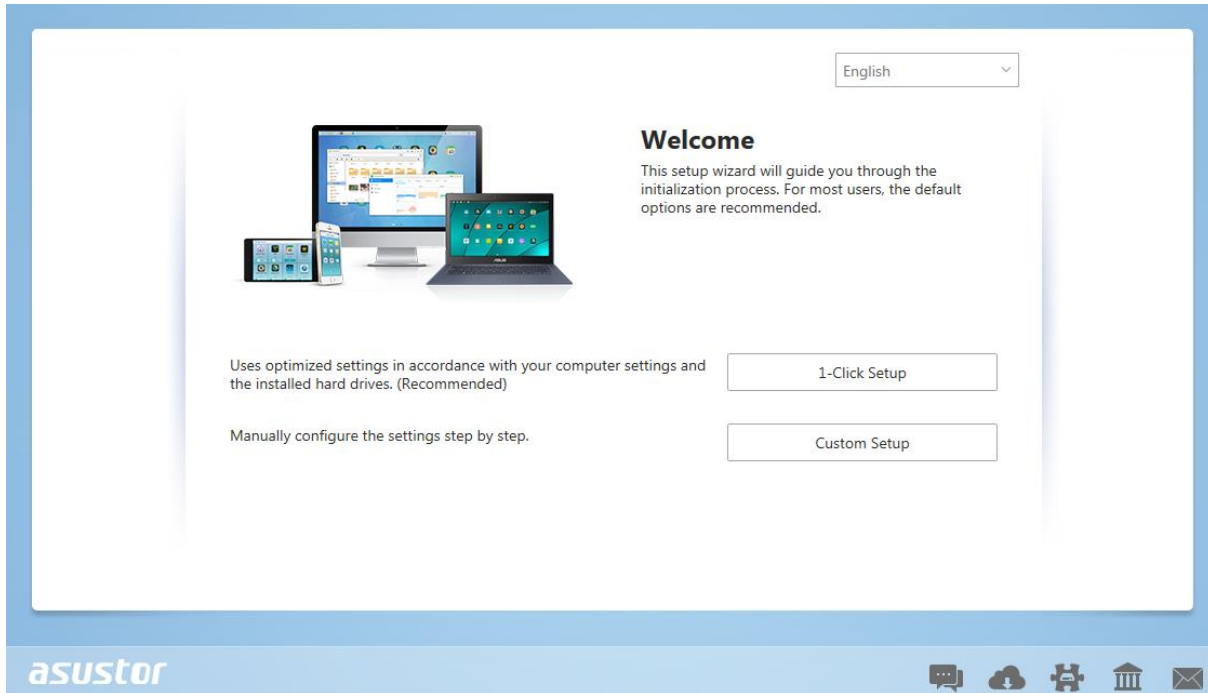 English
Welcome
This setup wizard will guide you through the
initialization process. For most users, the default
options are recommended.
Uses optimized settings in accordance with your computer settings and
the installed hard drives. (Recommended)
1-Click Setup
Manually configure the settings step by step.
Custom Setup
asustor